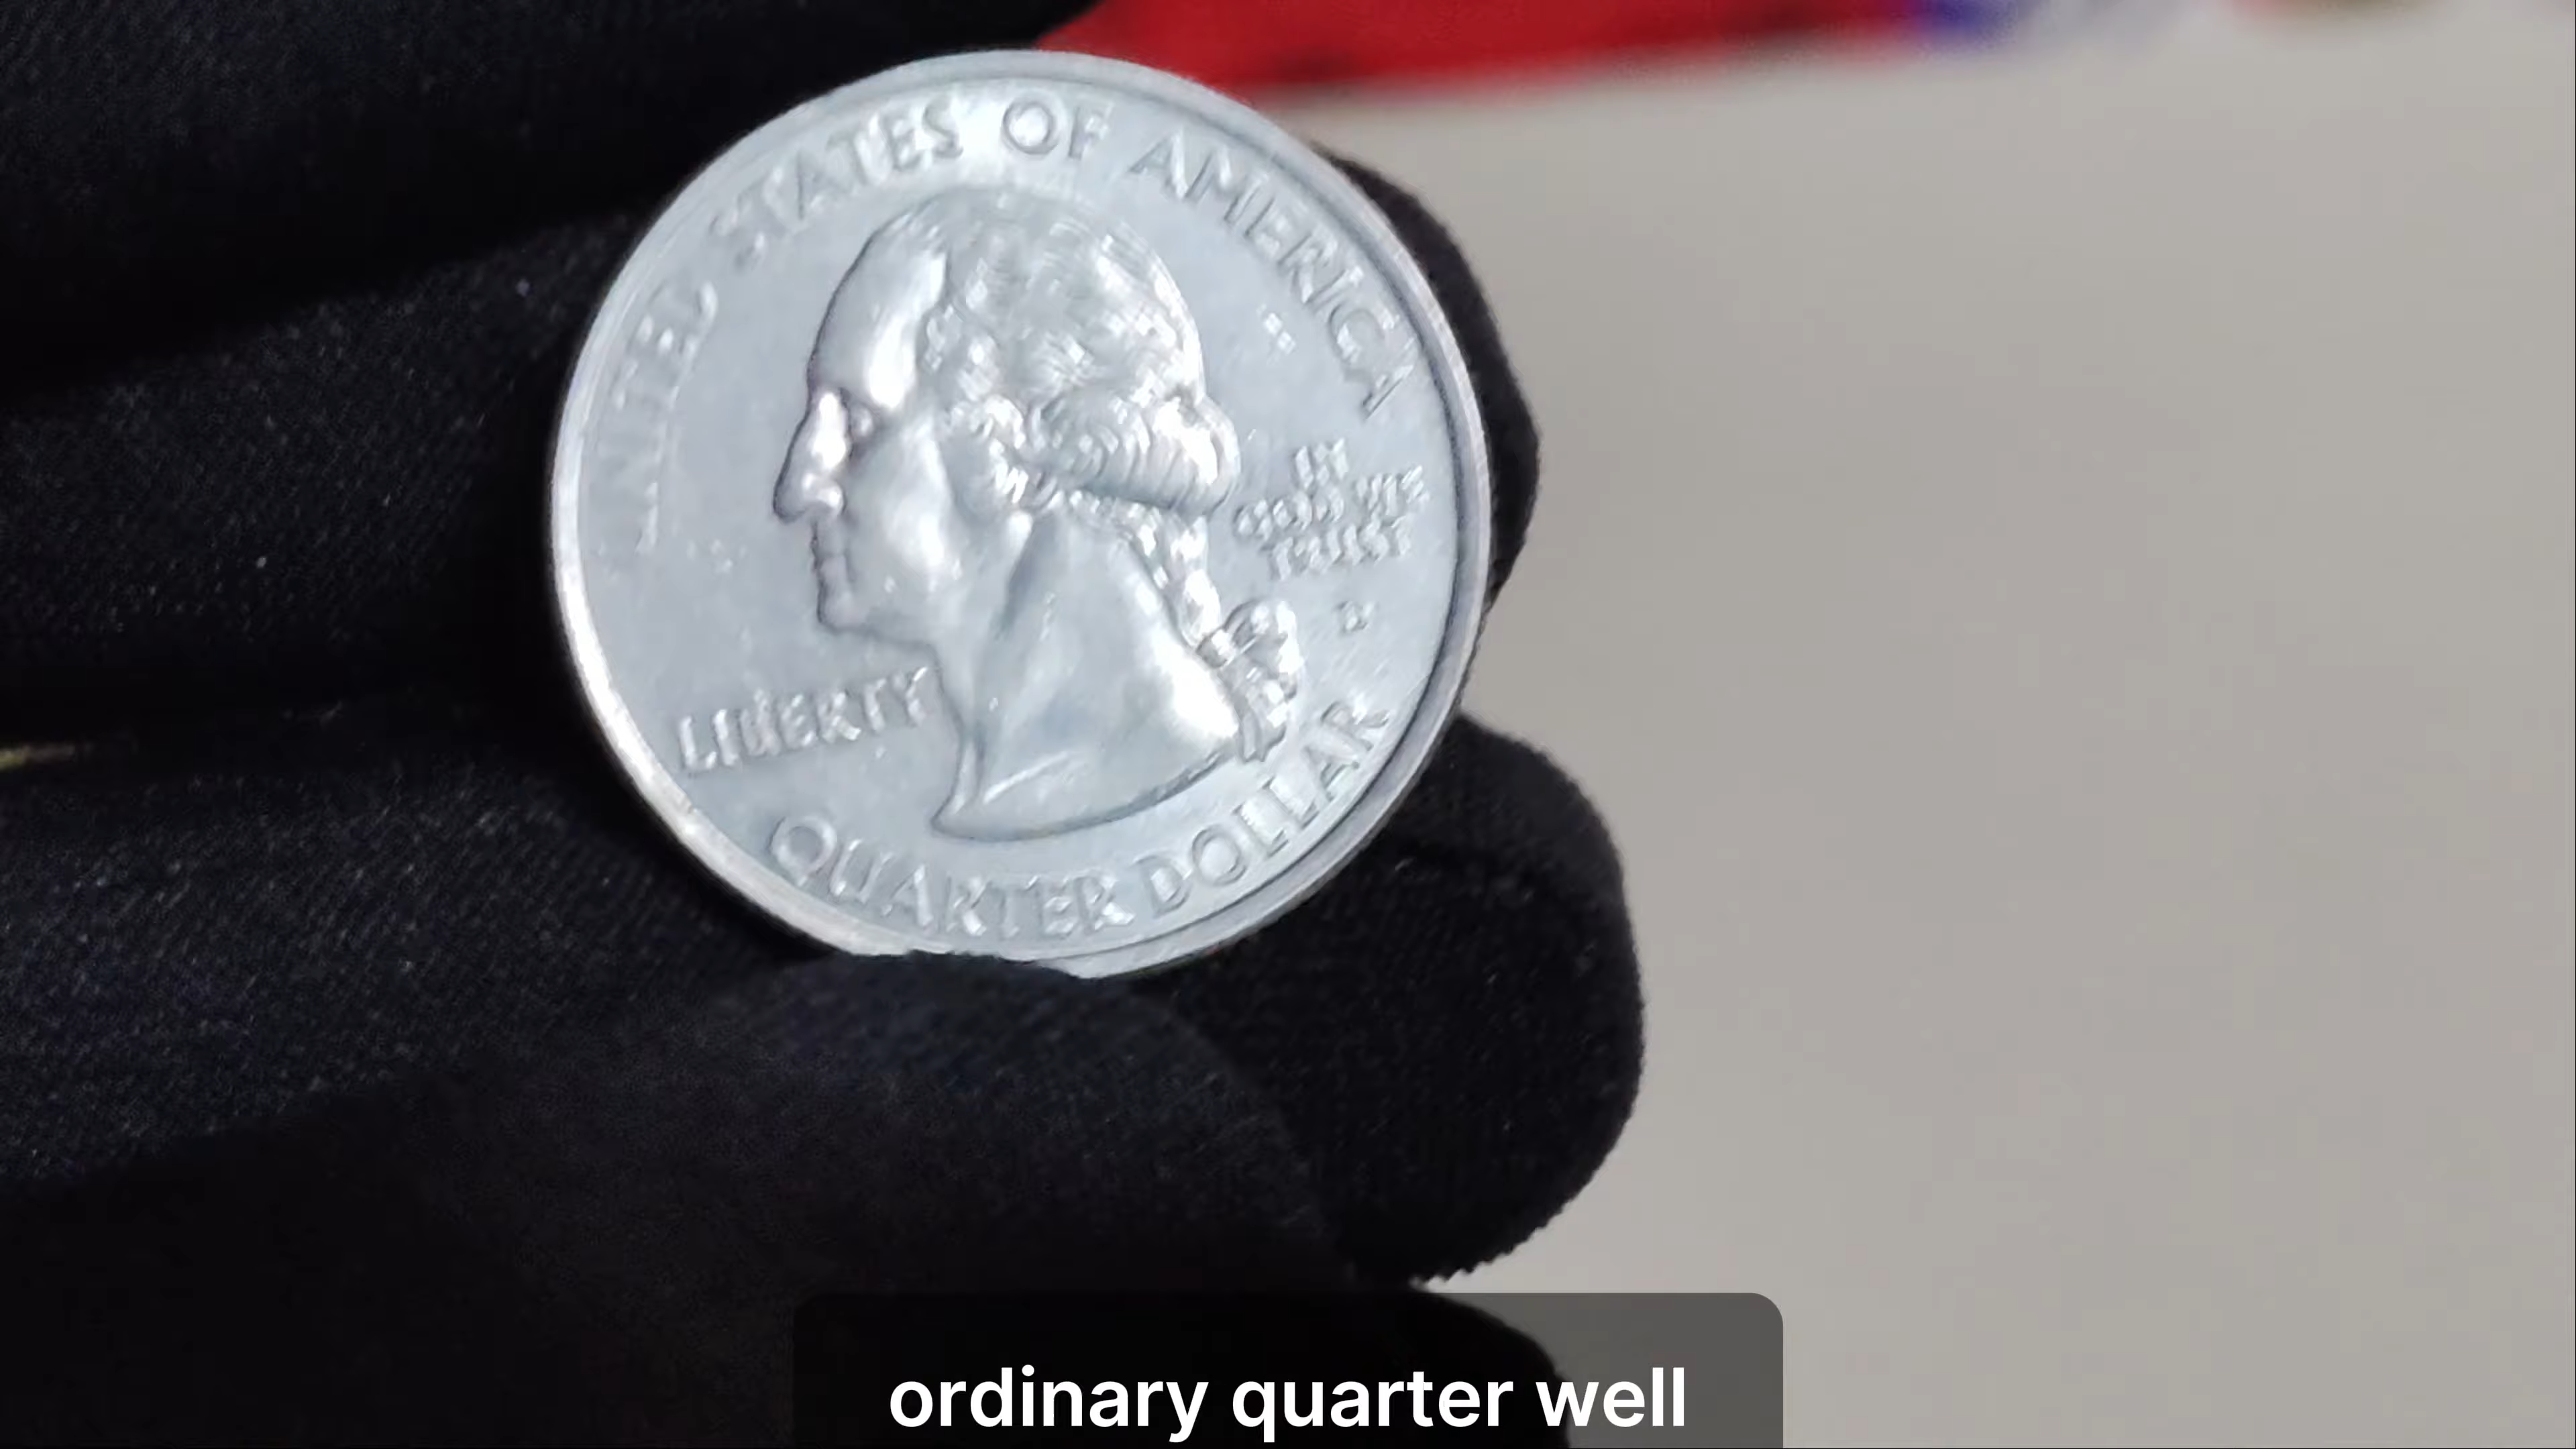 UNITED STATES OF AMERICA
LIBERTY
IN
GOD WE
TRUST
QUARTER DOLLAR
ordinary quarter well